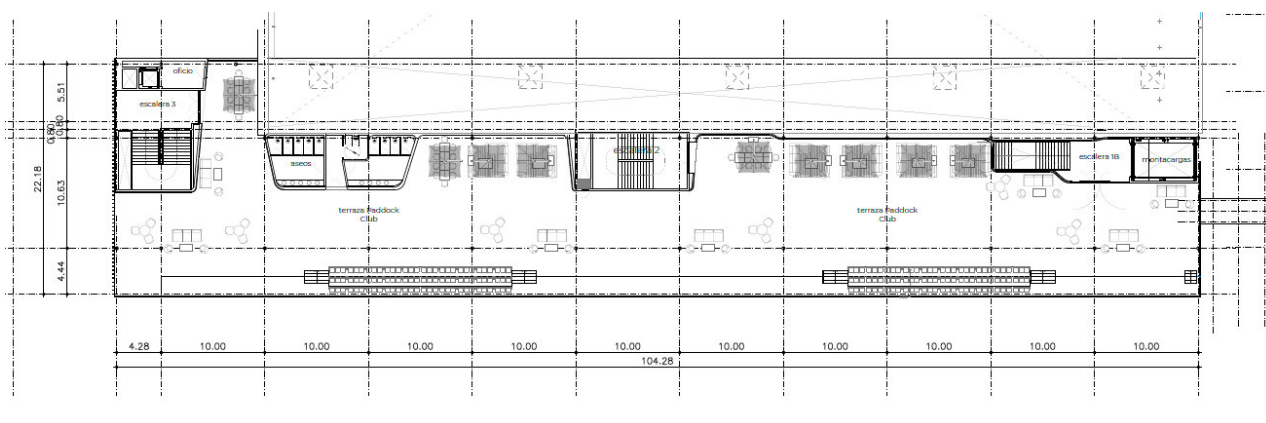 oficio
escalera 3
aseos
escalera 2
escalera 1B
montacargas
terraza Paddock
Club
terraza Paddock
Club
5.51
0.80
0.80
22.18
10.63
4.44
4.28
10.00
10.00
10.00
10.00
10.00
10.00
10.00
10.00
10.00
10.00
104.28